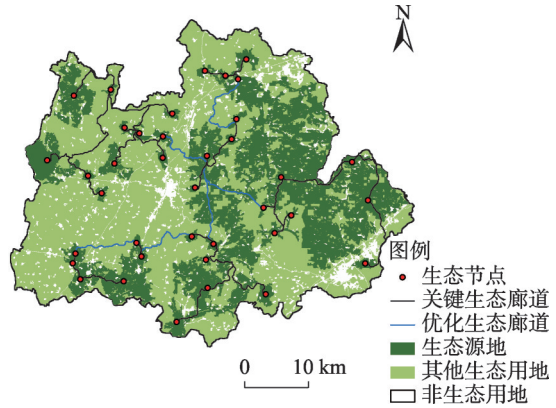 N
图例
生态节点
关键生态廊道
优化生态廊道
生态源地
其他生态用地
非生态用地
0 10 km